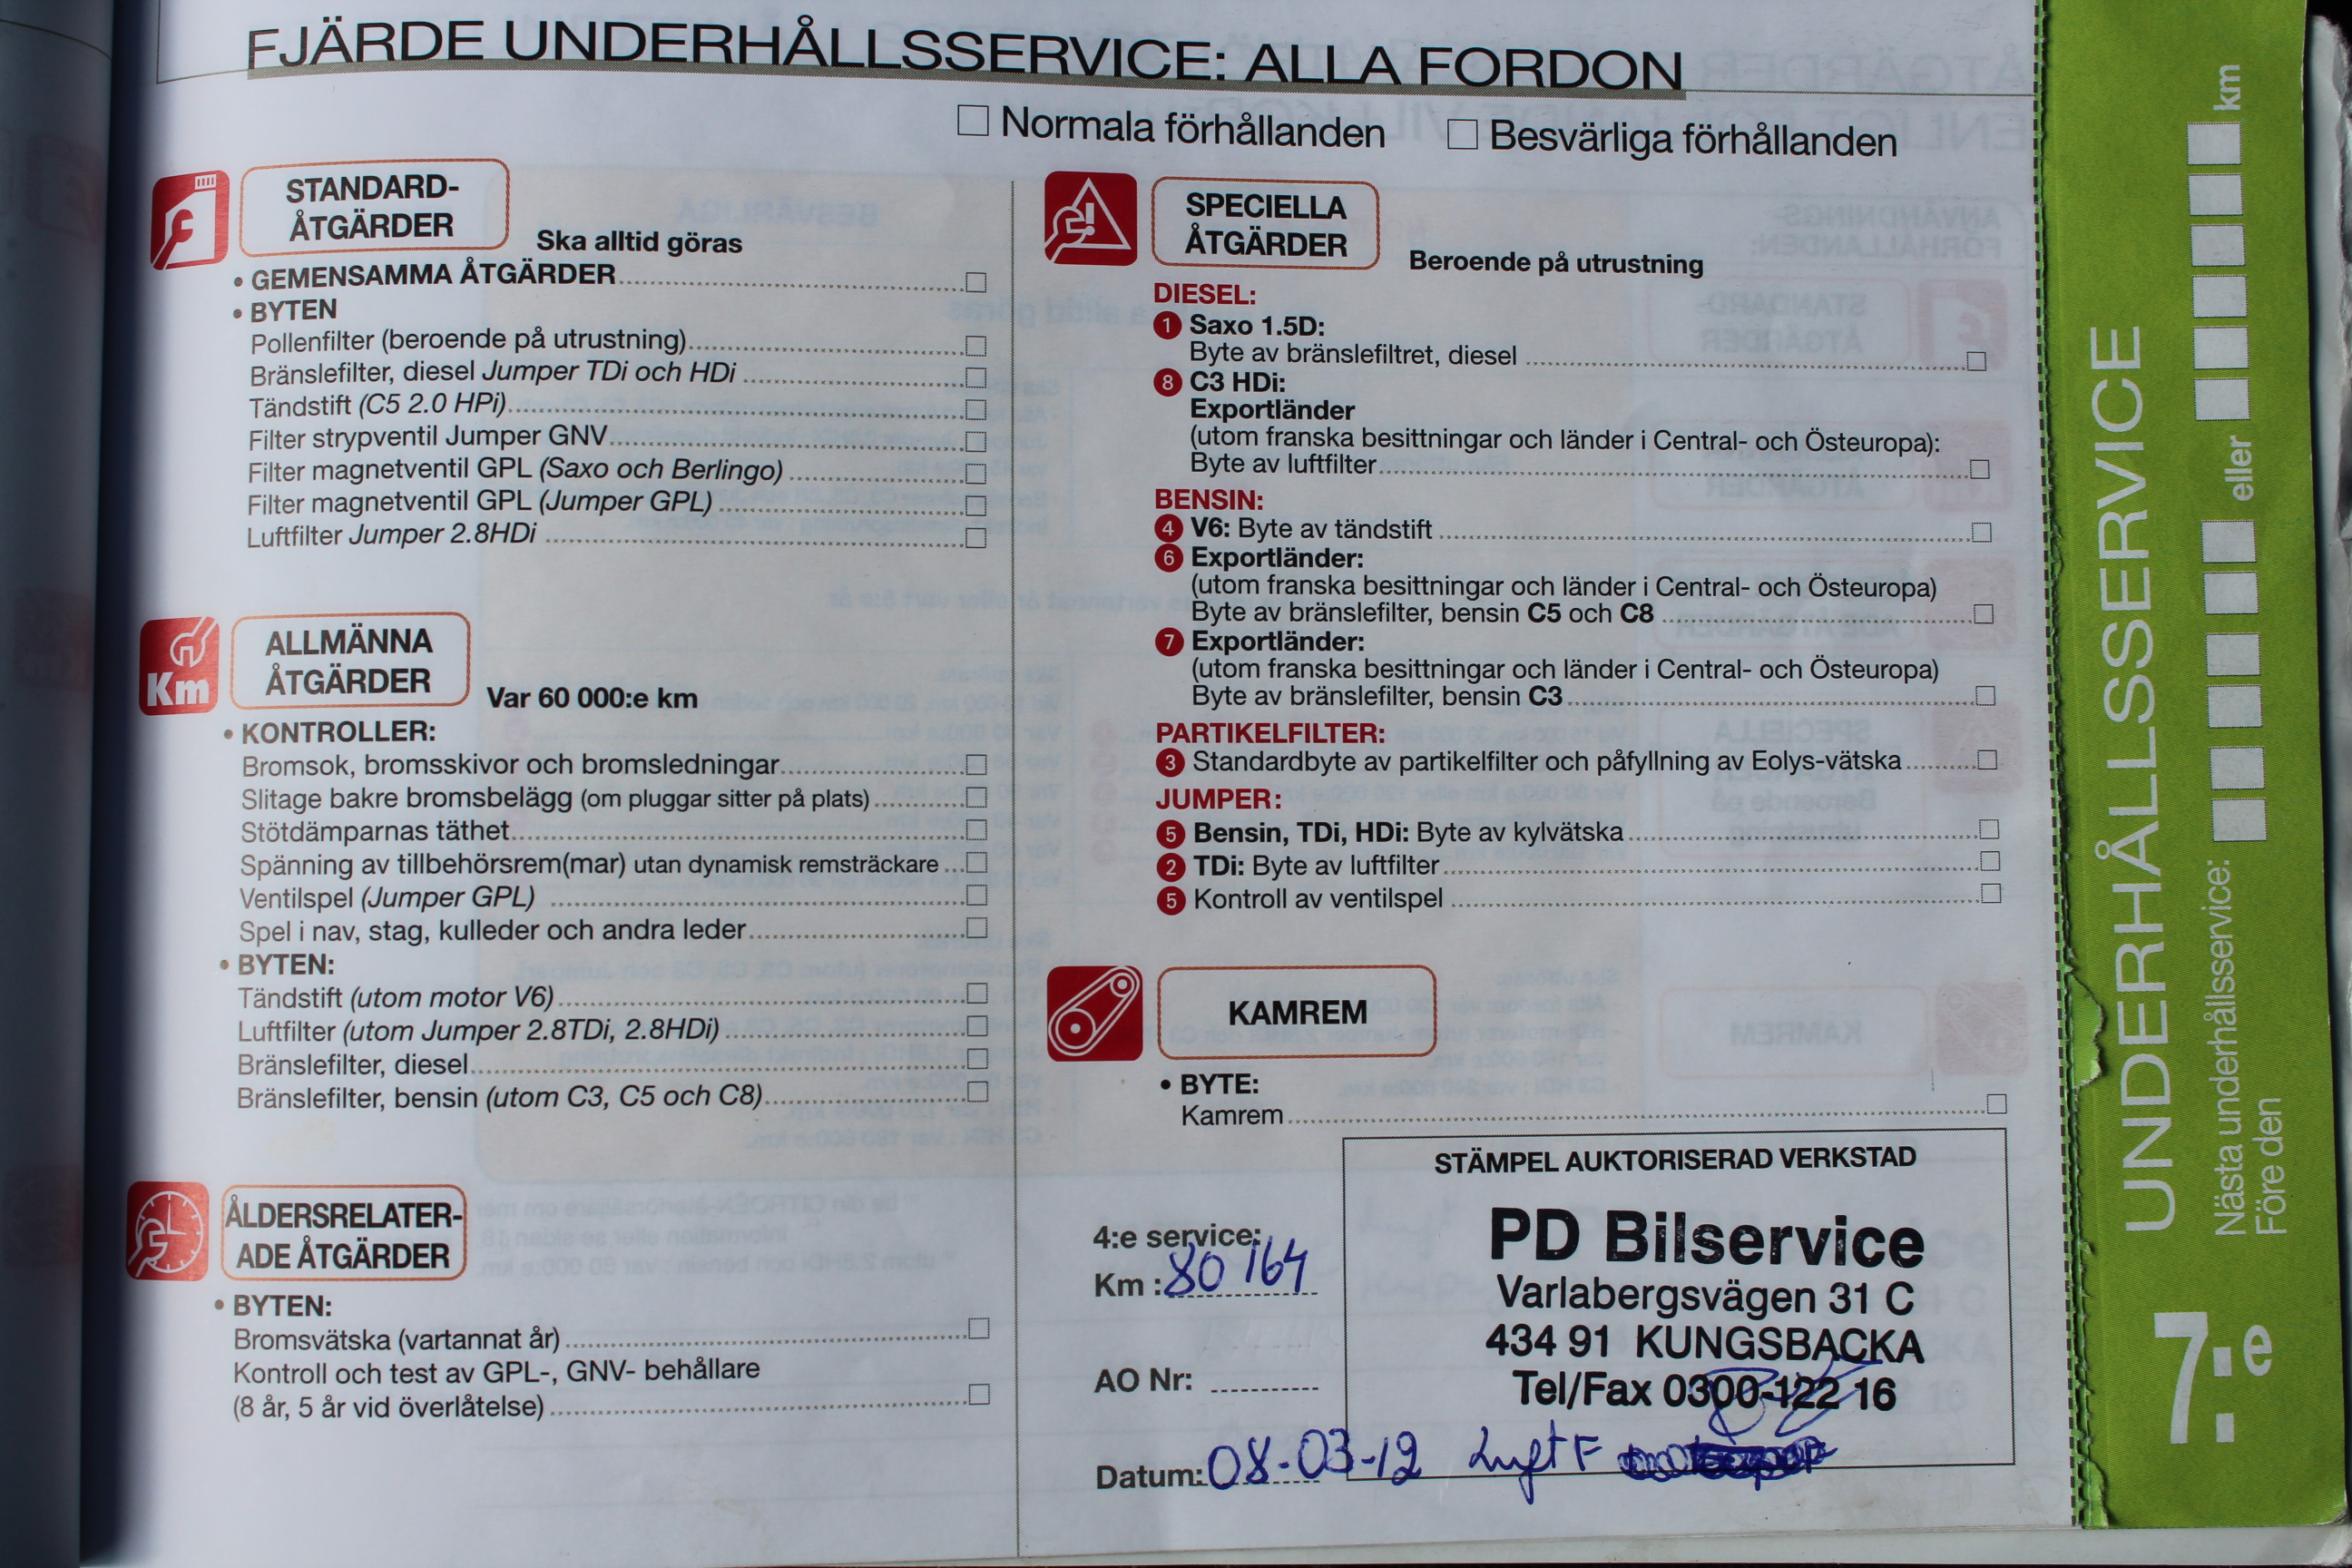 FJÄRDE UNDERHÅLLSSERVICE: ALLA FORDON
Normala förhållanden
Besvärliga förhållanden
STANDARD-
ÅTGÄRDER
Ska alltid göras
• GEMENSAMMA ÅTGÄRDER
• BYTEN
Pollenfilter (beroende på utrustning)
Bränslefilter, diesel Jumper TDi och HDi
Tändstift (C5 2.0 HPi)
Filter strypventil Jumper GNV
Filter magnetventil GPL (Saxo och Berlingo)
Filter magnetventil GPL (Jumper GPL)
Luftfilter Jumper 2.8HDi
Km
ALLMÄNNA
ÅTGÄRDER
Var 60 000:e km
• KONTROLLER:
Bromsok, bromsskivor och bromsledningar
Slitage bakre bromsbelägg (om pluggar sitter på plats)
Stötdämparnas täthet
Spänning av tillbehörsrem(mar) utan dynamisk remsträckare
Ventilspel (Jumper GPL)
Spel i nav, stag, kulleder och andra leder
• BYTEN:
Tändstift (utom motor V6)
Luftfilter (utom Jumper 2.8TDi, 2.8HDi)
Bränslefilter, diesel
Bränslefilter, bensin (utom C3, C5 och C8)
ÅLDERSRELATER-
ADE ÅTGÄRDER
• BYTEN:
Bromsvätska (vartannat år)
Kontroll och test av GPL-, GNV- behållare
(8 år, 5 år vid överlåtelse)
SPECIELLA
ÅTGÄRDER
Beroende på utrustning
DIESEL:
1 Saxo 1.5D:
Byte av bränslefiltret, diesel
8 C3 HDi:
Exportländer
(utom franska besittningar och länder i Central- och Östeuropa):
Byte av luftfilter
BENSIN:
4 V6: Byte av tändstift
6 Exportländer:
(utom franska besittningar och länder i Central- och Östeuropa)
Byte av bränslefilter, bensin C5 och C8
7 Exportländer:
(utom franska besittningar och länder i Central- och Östeuropa)
Byte av bränslefilter, bensin C3
PARTIKELFILTER:
3 Standardbyte av partikelfilter och påfyllning av Eolys-vätska
JUMPER:
5 Bensin, TDi, HDi: Byte av kylvätska
2 TDi: Byte av luftfilter
5 Kontroll av ventilspel
KAMREM
• BYTE:
Kamrem
4:e service:
Km : 80 164
AO Nr:
Datum: 08-03-12
STÄMPEL AUKTORISERAD VERKSTAD
PD Bilservice
Varlabergsvägen 31 C
434 91 KUNGSBACKA
Tel/Fax 0300-122 16
Luft F
UNDERHÅLLSSERVICE
7:e
Nästa underhållsservice: eller km
Före den